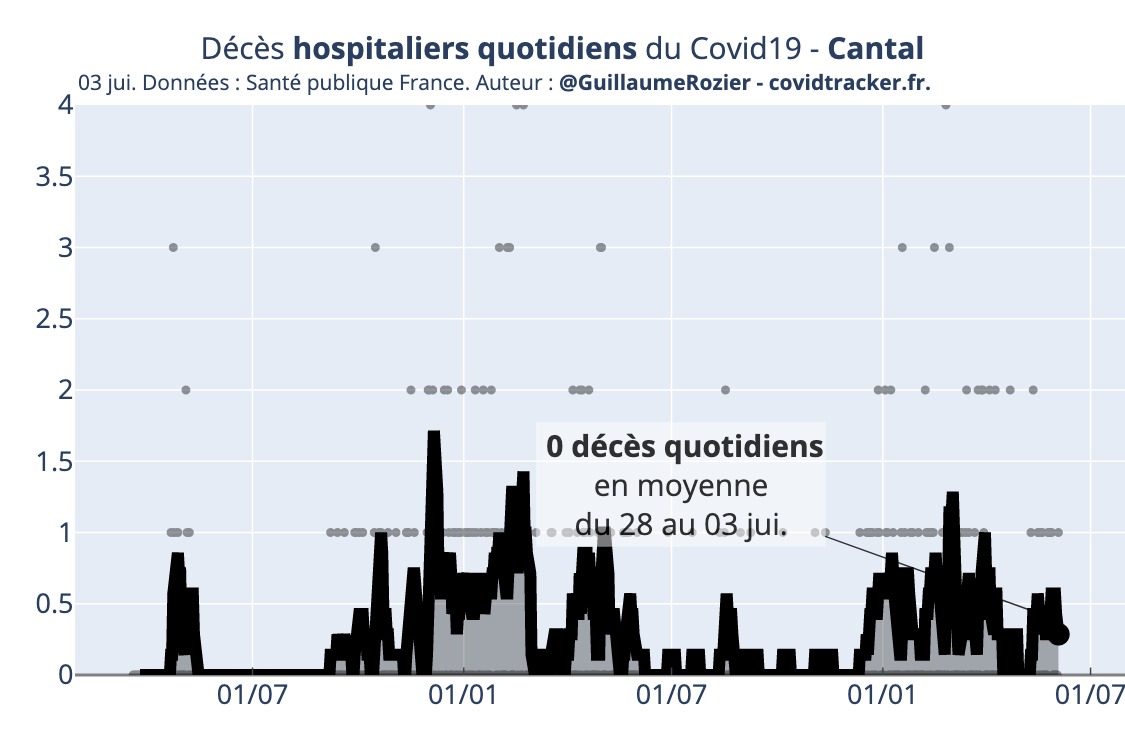 Décès hospitaliers quotidiens du Covid19 - Cantal
03 jui. Données : Santé publique France. Auteur : @GuillaumeRozier - covidtracker.fr.
4
3.5
3
2.5
2
1.5
1
0.5
0
0 décès quotidiens
en moyenne
du 28 au 03 jui.
01/07
01/01
01/07
01/01
01/07